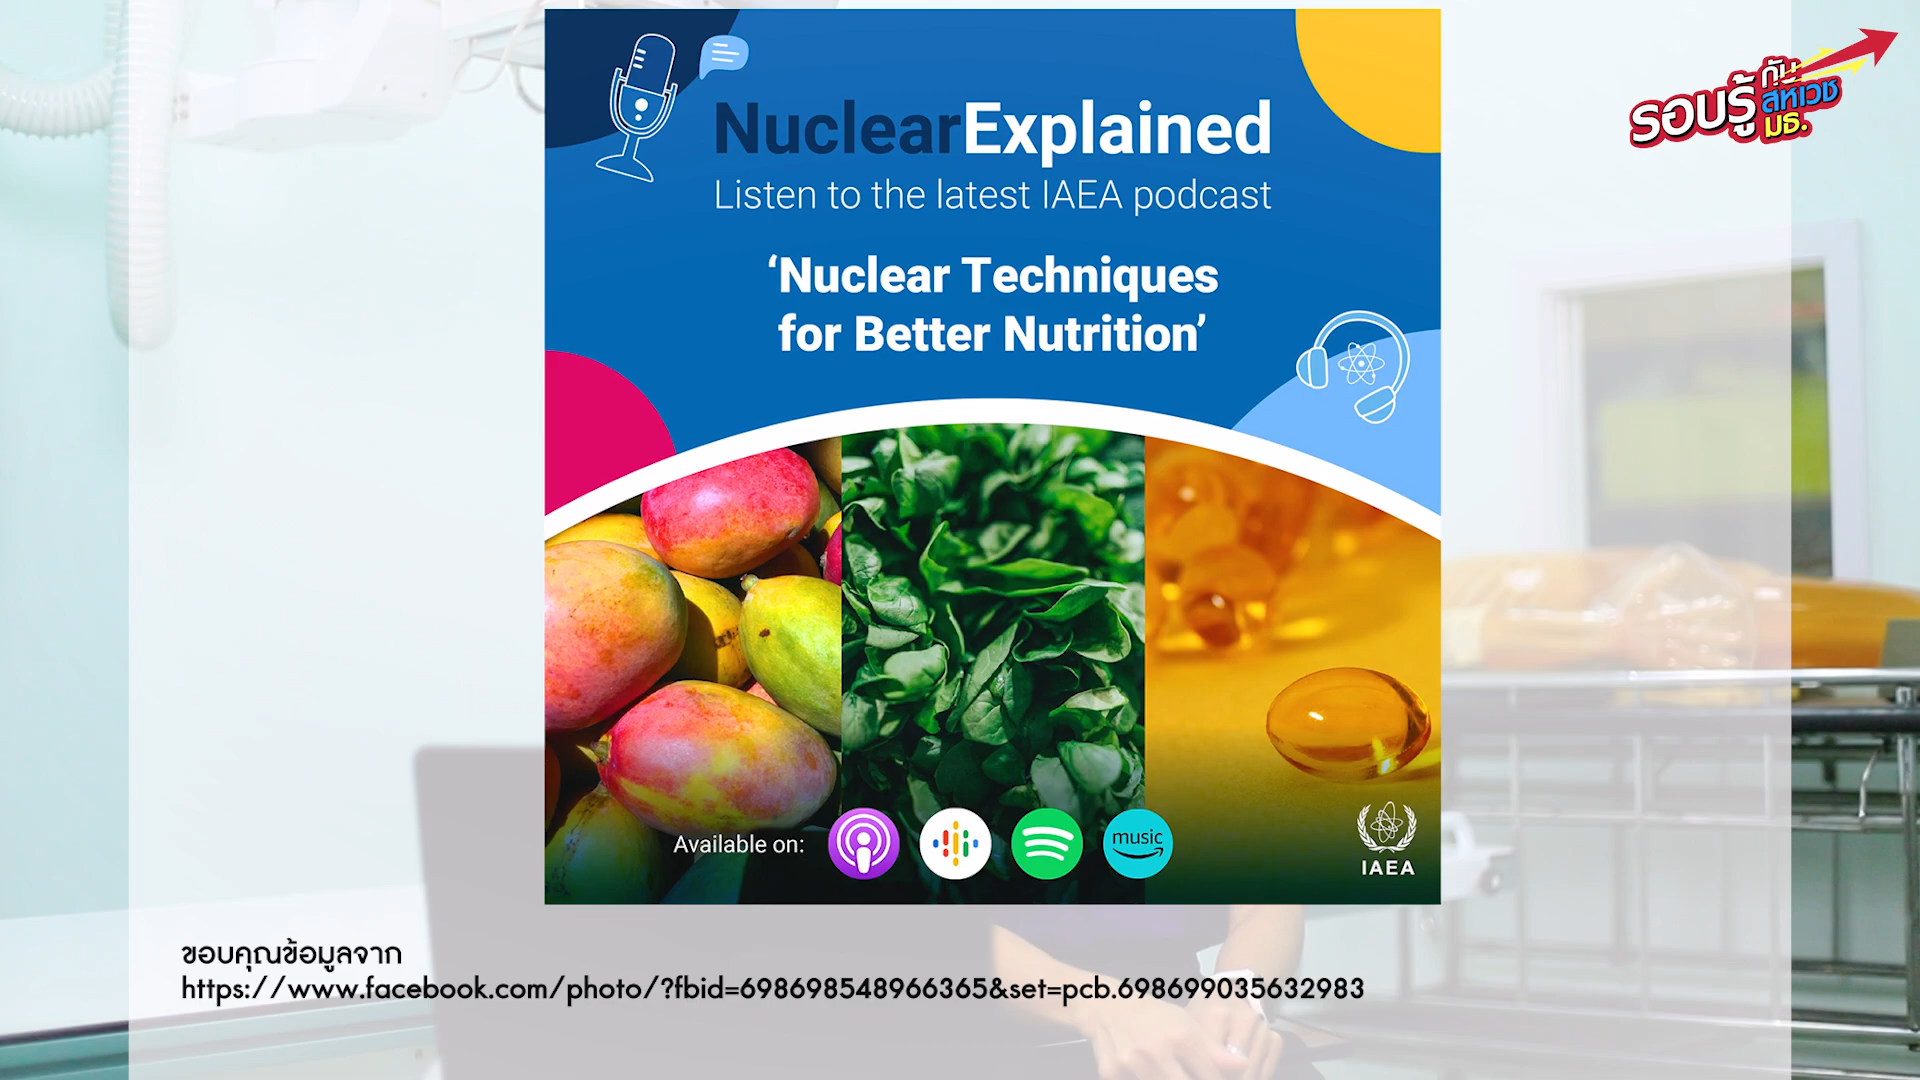 รอบรู้
กับ
สหเวช
มธ.
NuclearExplained
Listen to the latest IAEA podcast
‘Nuclear Techniques
for Better Nutrition’
Available on:
music
IAEA
ขอบคุณข้อมูลจาก
https://www.facebook.com/photo/?fbid=698698548966365&set=pcb.698699035632983